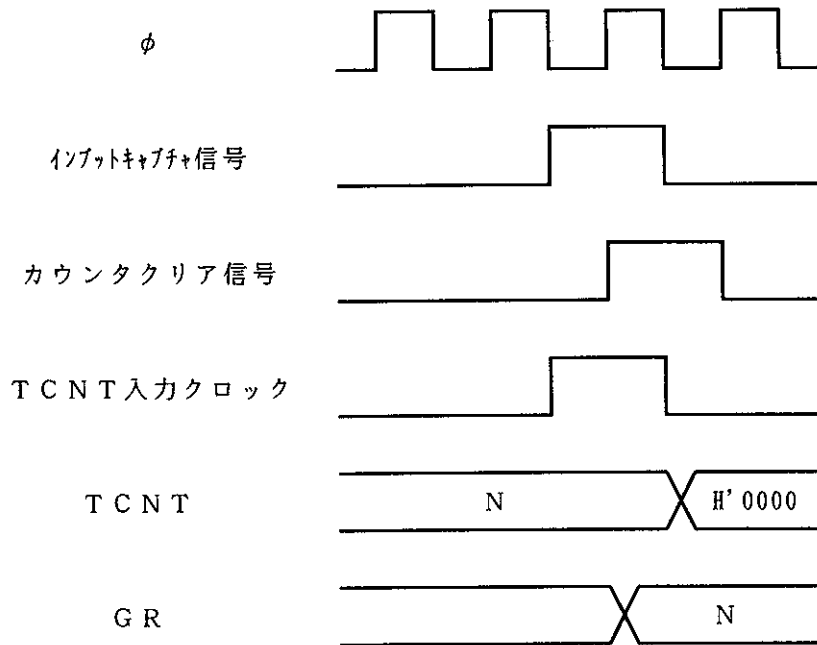 φ
インプットキャプチャ信号
カウンタクリア信号
TCNT入力クロック
TCNT
N
H'0000
GR
N